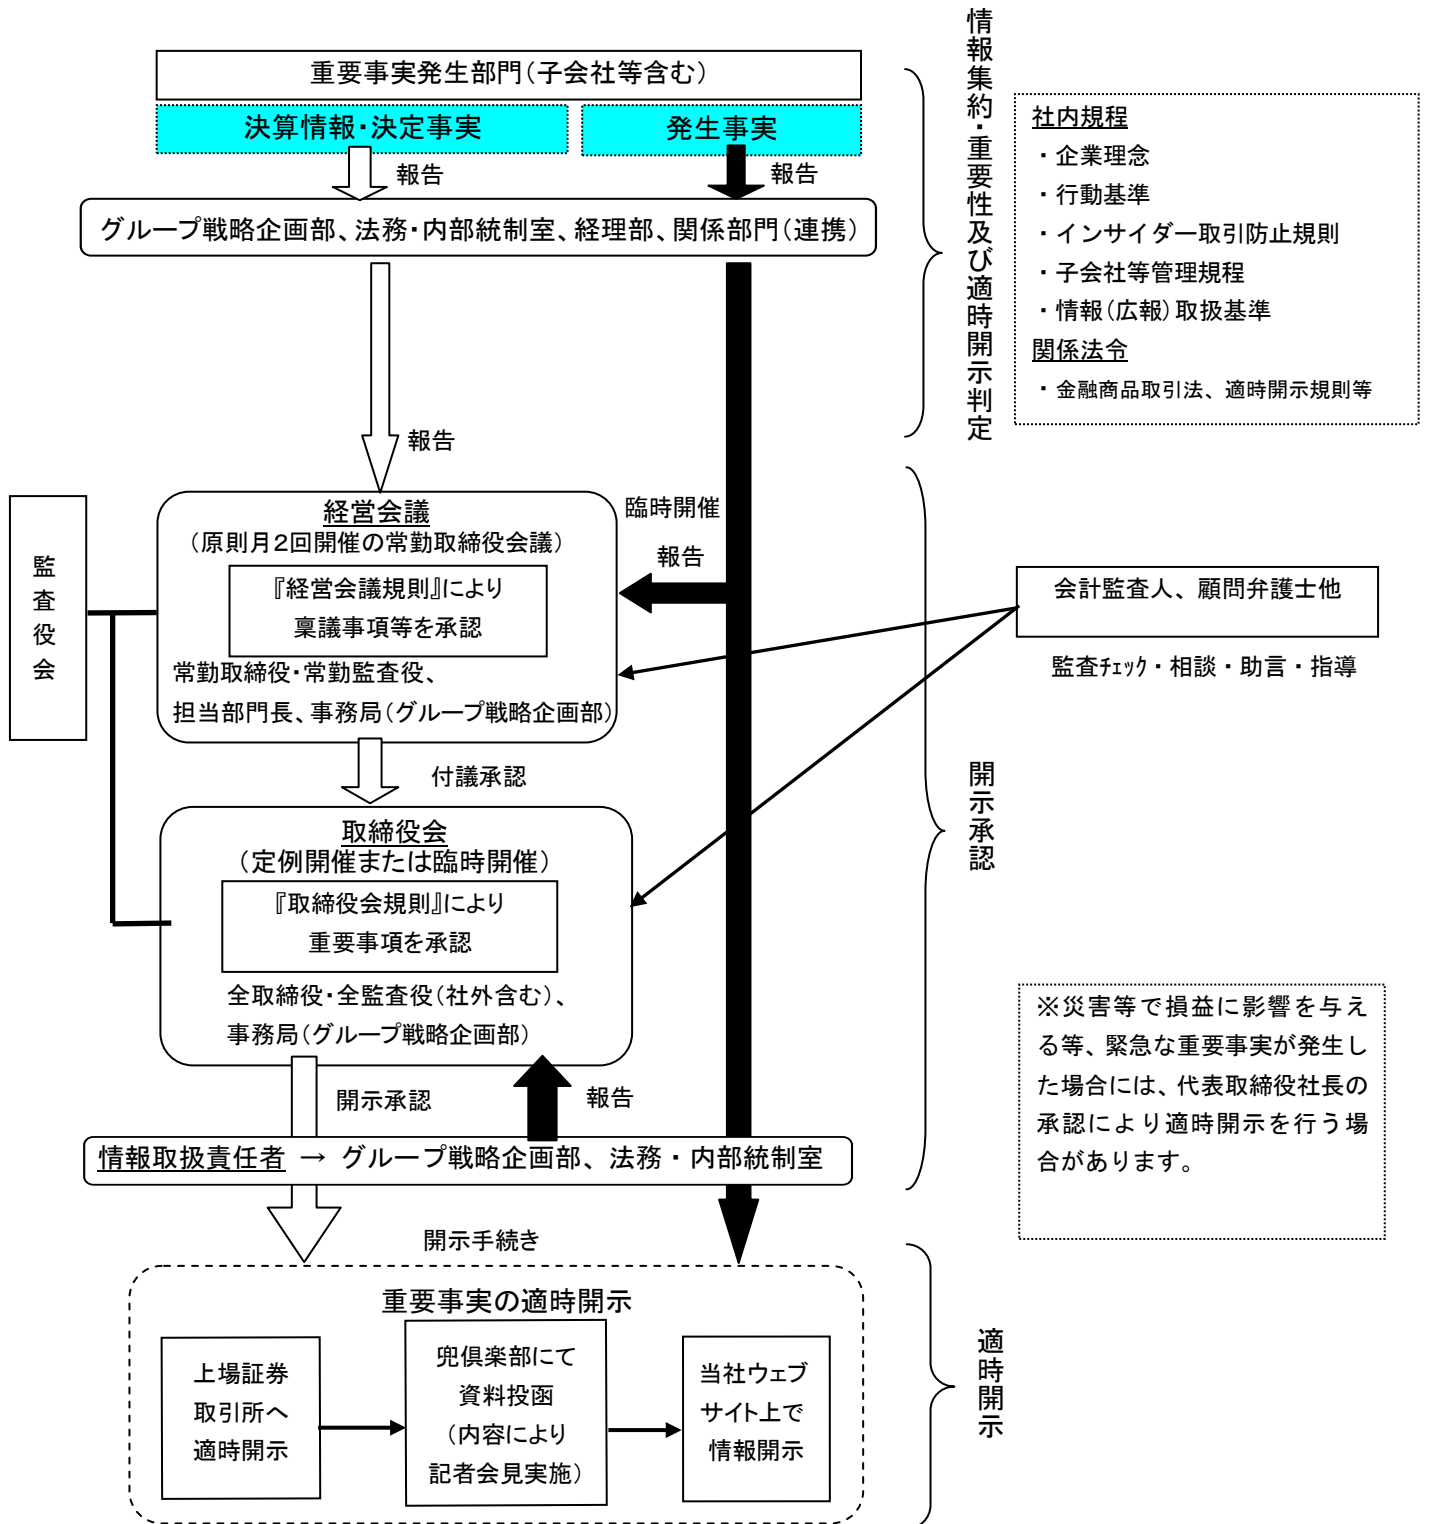 重要事実発生部門（子会社等含む）
決算情報・決定事実
発生事実
報告
報告
グループ戦略企画部、法務・内部統制室、経理部、関係部門（連携）
情報集約・重要性及び適時開示判定
社内規程
・企業理念
・行動基準
・インサイダー取引防止規則
・子会社等管理規程
・情報（広報）取扱基準
関係法令
・金融商品取引法、適時開示規則等
報告
監査役会
経営会議
（原則月２回開催の常勤取締役会議）
『経営会議規則』により
稟議事項等を承認
常勤取締役・常勤監査役、
担当部門長、事務局（グループ戦略企画部）
臨時開催
報告
会計監査人、顧問弁護士他
監査ﾁｪｯｸ・相談・助言・指導
付議承認
開示承認
取締役会
（定例開催または臨時開催）
『取締役会規則』により
重要事項を承認
全取締役・全監査役（社外含む）、
事務局（グループ戦略企画部）
開示承認
報告
※災害等で損益に影響を与え
る等、緊急な重要事実が発生し
た場合には、代表取締役社長の
承認により適時開示を行う場
合があります。
情報取扱責任者 → グループ戦略企画部、法務・内部統制室
開示手続き
重要事実の適時開示
上場証券
取引所へ
適時開示
兜倶楽部にて
資料投函
（内容により
記者会見実施）
当社ウェブ
サイト上で
情報開示
適時開示